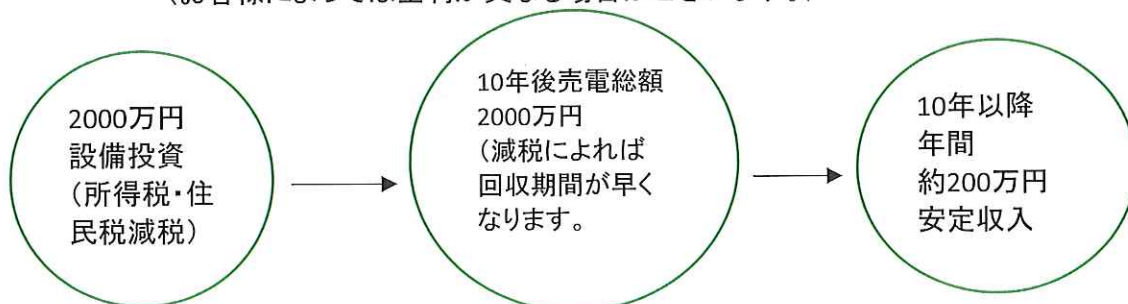 2000万円
設備投資
(所得税・住
民税減税)
10年後売電総額
2000万円
(減税によれば
回収期間が早く
なります。
10年以降
年間
約200万円
安定収入